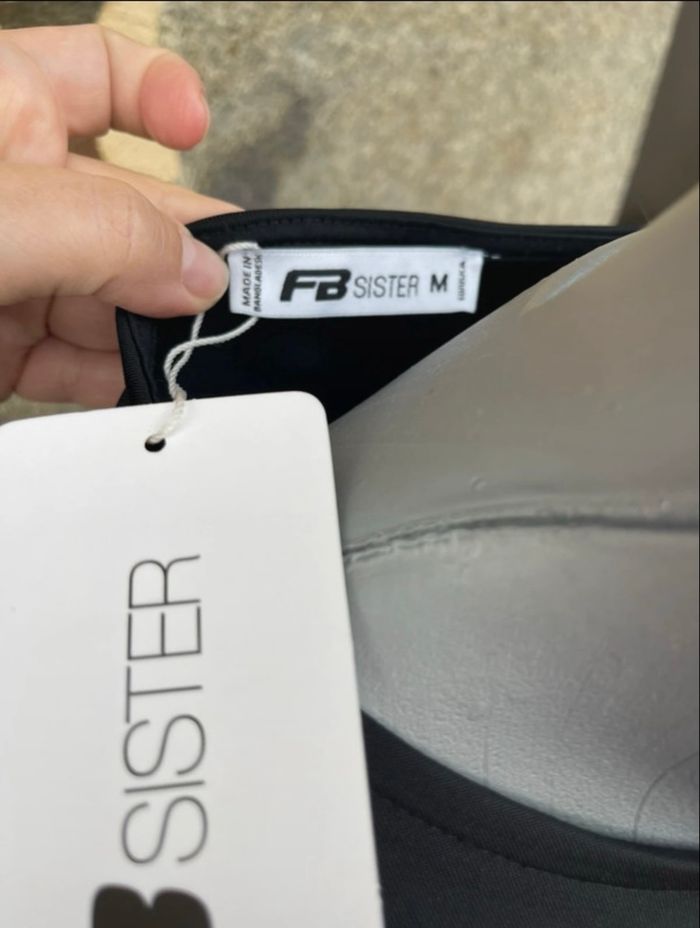 MADE IN
BANGLADESH
FB SISTER M
B SISTER